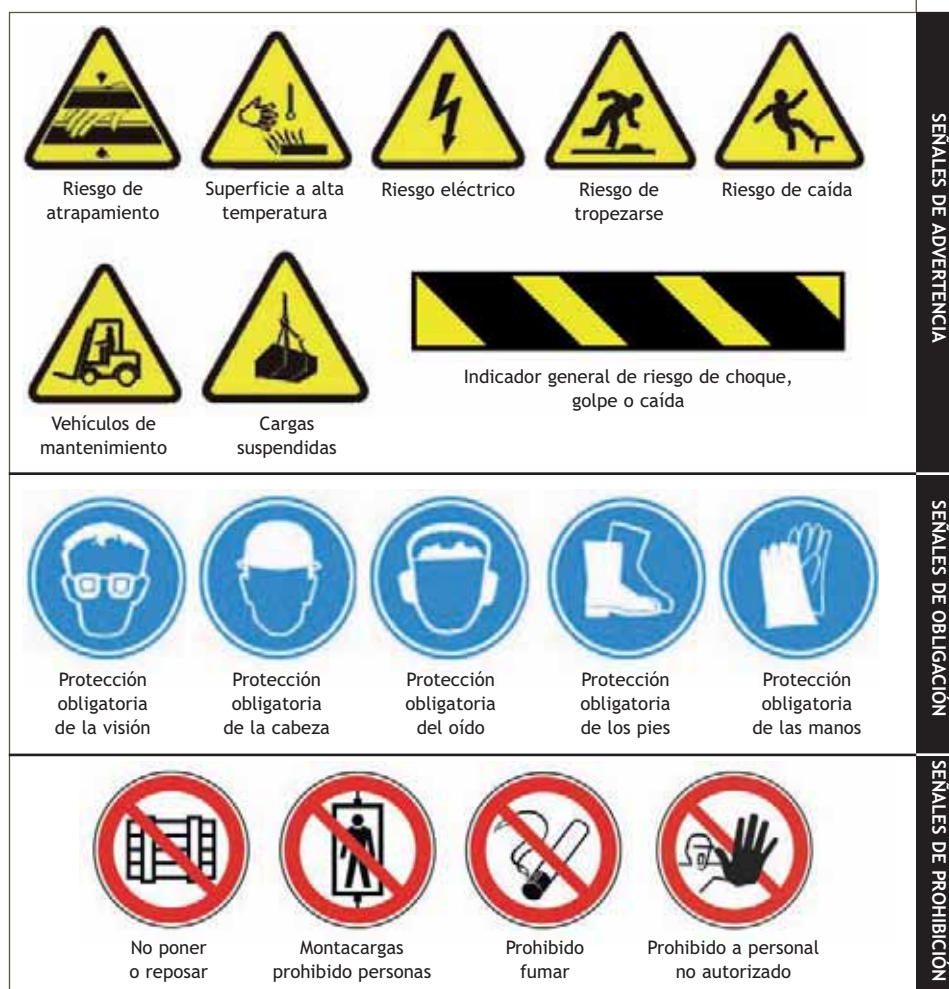 Riesgo de
atrapamiento
Superficie a alta
temperatura
Riesgo eléctrico
Riesgo de
tropezarse
Riesgo de caída
Vehículos de
mantenimiento
Cargas
suspendidas
Indicador general de riesgo de choque,
golpe o caída
SEÑALES DE ADVERTENCIA
Protección
obligatoria
de la visión
Protección
obligatoria
de la cabeza
Protección
obligatoria
del oído
Protección
obligatoria
de los pies
Protección
obligatoria
de las manos
SEÑALES DE OBLIGACIÓN
No poner
o reposar
Montacargas
prohibido personas
Prohibido
fumar
Prohibido a personal
no autorizado
SEÑALES DE PROHIBICIÓN